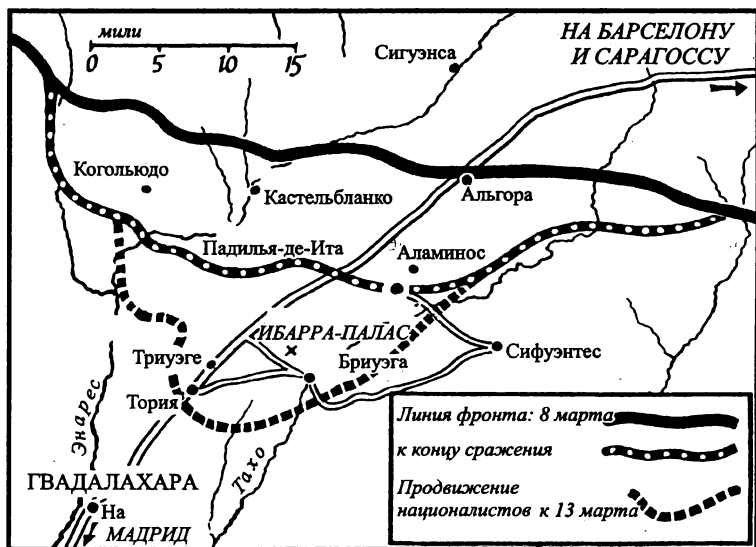 мили
0 5 10 15
НА БАРСЕЛОНУ
И САРАГОССУ
Сигуэнса
Когольюдо
Кастельбланко
Альгора
Падилья-де-Ита
Аламинос
ИБАРРА-ПАЛАС
Триуэге
Бриуэга
Сифуэнтес
Тория
Энарес
Тахо
ГВАДАЛАХАРА
На
МАДРИД
Линия фронта: 8 марта
к концу сражения
Продвижение
националистов к 13 марта